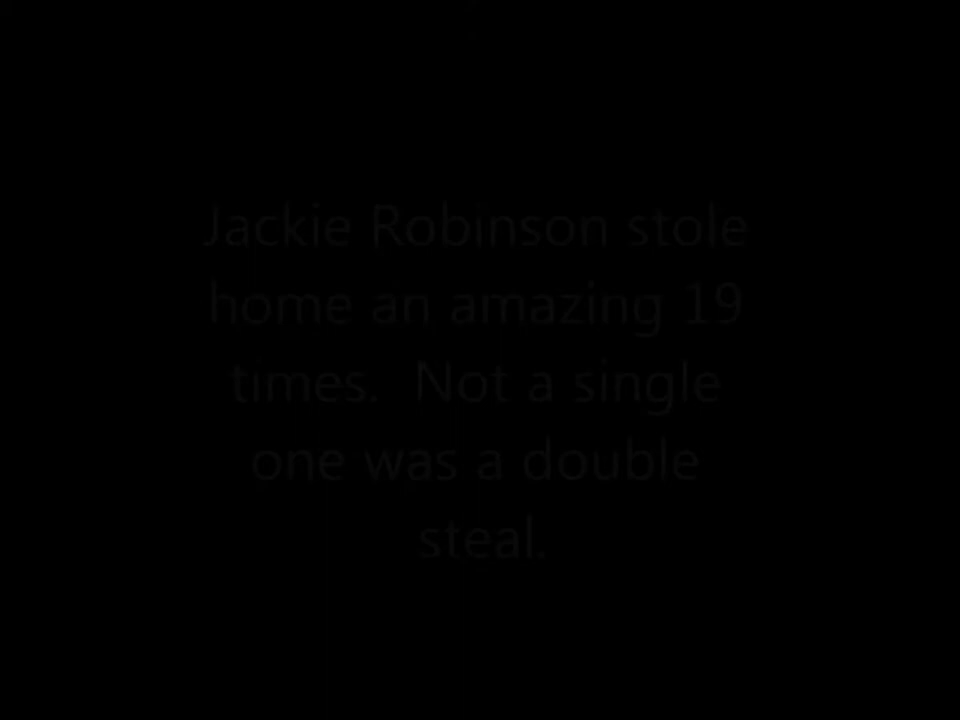 Jackie Robinson stole
home an amazing 19
times.  Not a single
one was a double
steal.